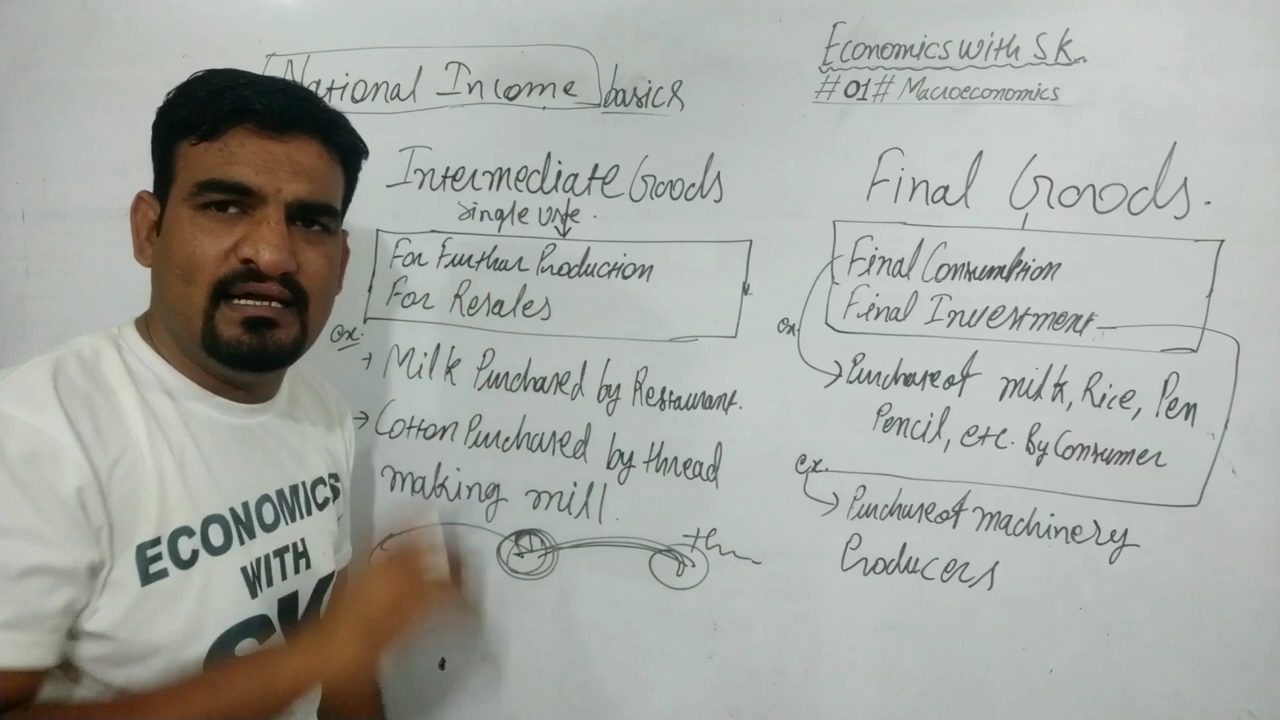 National Income basics
Economics with SK
#01# Macroeconomics
Intermediate Goods
Single use.
For Further Production
For Resales
ex:
→ Milk Purchased by Restaurant.
→ Cotton Purchased by thread
making mill.
Final Goods.
Final Consumption
Final Investment
ex.
Purchase of milk, Rice, Pen
Pencil, etc. By Consumer
ex.
Purchase of machinery
Producers
ECONOMICS
WITH
SK